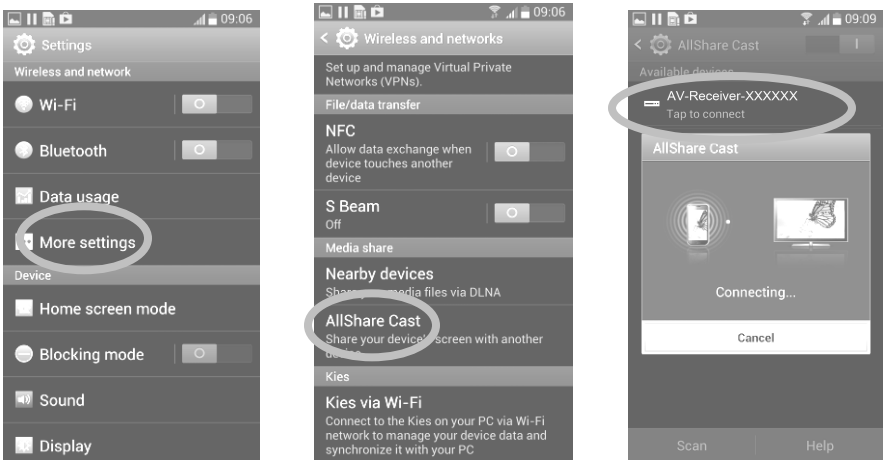 09:06
Settings
Wireless and network
Wi-Fi
Bluetooth
Data usage
More settings
Device
Home screen mode
Blocking mode
Sound
Display
09:06
< Wireless and networks
Set up and manage Virtual Private
Networks (VPNs).
File/data transfer
NFC
Allow data exchange when
device touches another
device
S Beam
Off
Media share
Nearby devices
Share your media files via DLNA
AllShare Cast
Share your device's screen with another
device
Kies
Kies via Wi-Fi
Connect to the Kies on your PC via Wi-Fi
network to manage your device data and
synchronize it with your PC
09:09
< AllShare Cast
Available devices
AV-Receiver-XXXXXX
Tap to connect
AllShare Cast
Connecting...
Cancel
Scan Help